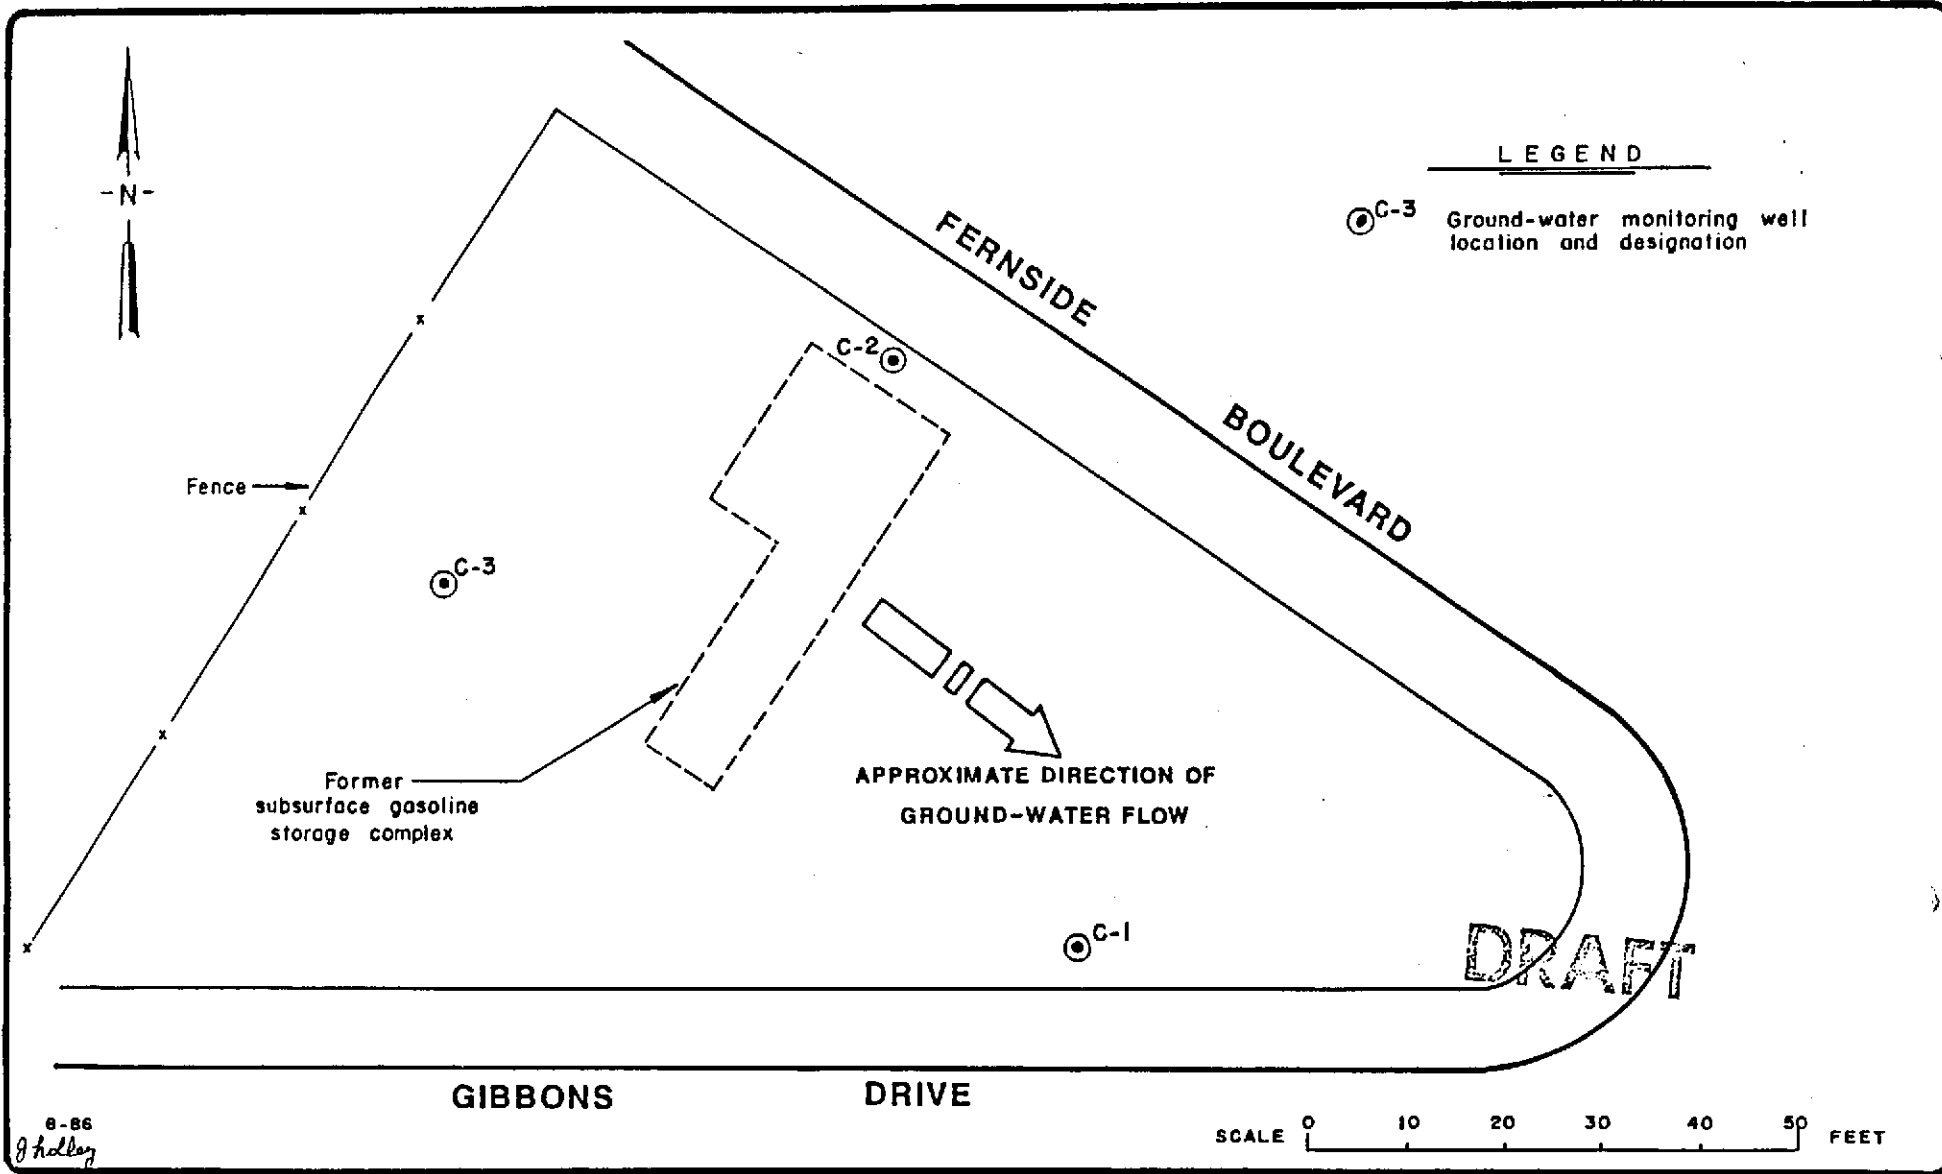 -N-
LEGEND
C-3 Ground-water monitoring well
location and designation
FERNSIDE BOULEVARD
C-2
Fence
C-3
Former
subsurface gasoline
storage complex
APPROXIMATE DIRECTION OF
GROUND-WATER FLOW
C-1
DRAFT
GIBBONS DRIVE
8-86
SCALE 0 10 20 30 40 50 FEET